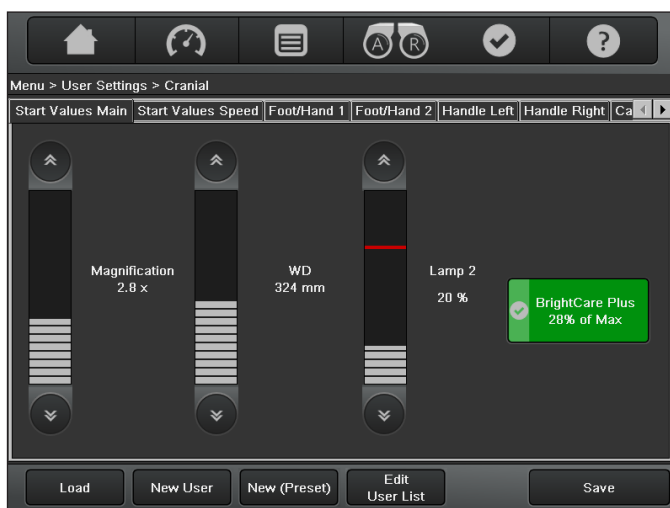 A R ?
Menu > User Settings > Cranial
Start Values Main Start Values Speed Foot/Hand 1 Foot/Hand 2 Handle Left Handle Right Ca
Magnification
2.8 x
WD
324 mm
Lamp 2
20 %
BrightCare Plus
28% of Max
Load New User New (Preset) Edit
User List Save